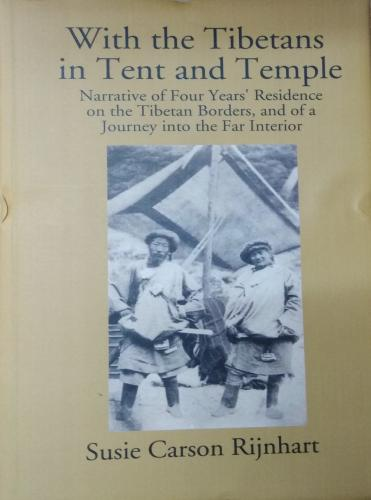 With the Tibetans
in Tent and Temple
Narrative of Four Years' Residence
on the Tibetan Borders, and of a
Journey into the Far Interior
Susie Carson Rijnhart